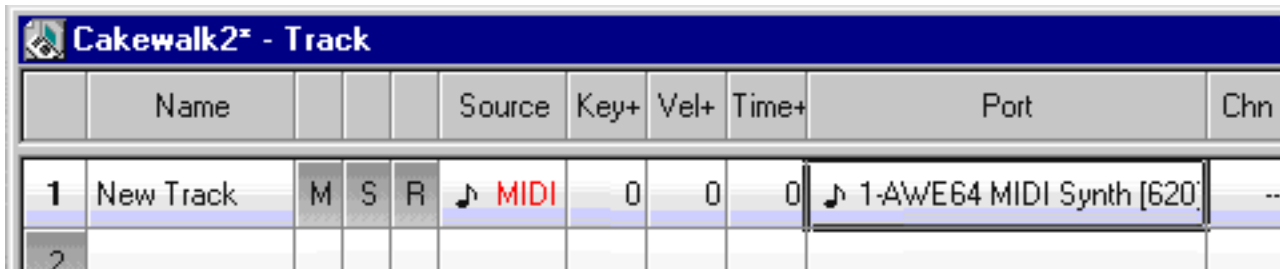 Cakewalk2* - Track
Name Source Key+ Vel+ Time+ Port Chn
1 New Track M S R MIDI 0 0 0 1-AWE64 MIDI Synth [620] --
2